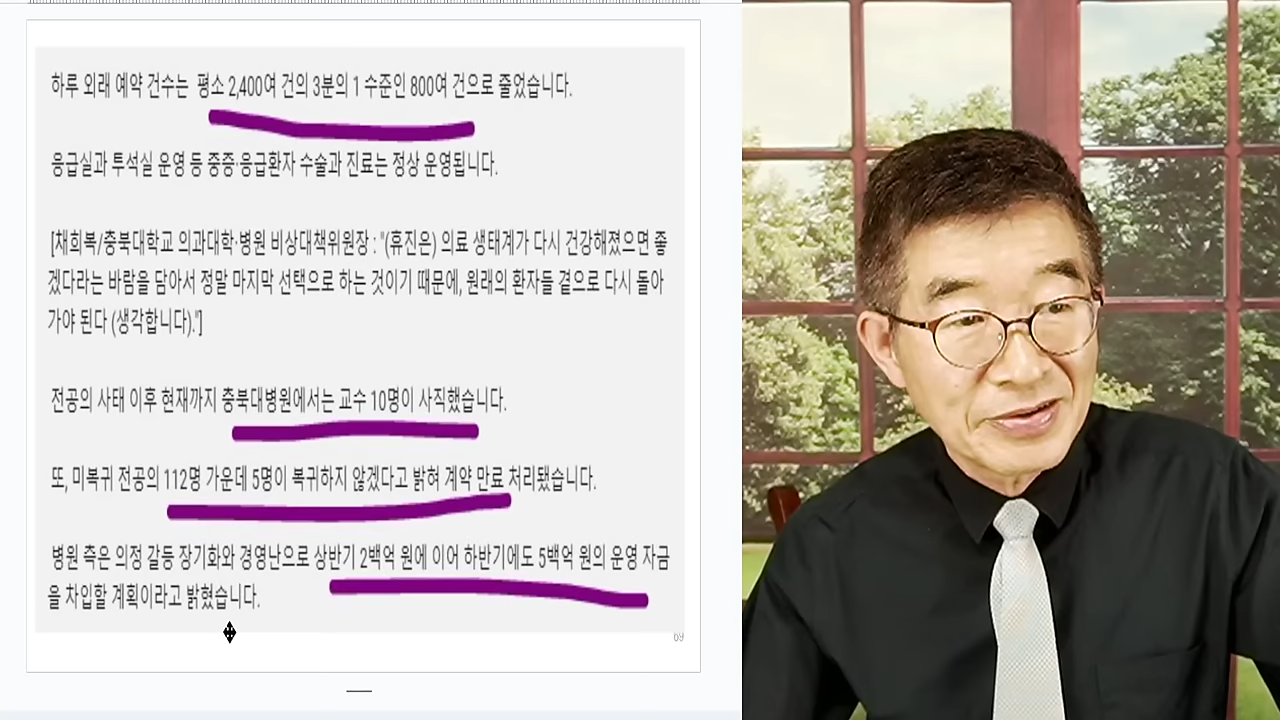 하루 외래 예약 건수는 평소 2,400여 건의 3분의 1 수준인 800여 건으로 줄었습니다.
응급실과 투석실 운영 등 중증·응급환자 수술과 진료는 정상 운영됩니다.
[채희복/충북대학교 의과대학·병원 비상대책위원장 : "(휴진은) 의료 생태계가 다시 건강해졌으면 좋
겠다라는 바람을 담아서 정말 마지막 선택으로 하는 것이기 때문에, 원래의 환자들 곁으로 다시 돌아
가야 된다 (생각합니다)."]
전공의 사태 이후 현재까지 충북대병원에서는 교수 10명이 사직했습니다.
또, 미복귀 전공의 112명 가운데 5명이 복귀하지 않겠다고 밝혀 계약 만료 처리됐습니다.
병원 측은 의정 갈등 장기화와 경영난으로 상반기 2백억 원에 이어 하반기에도 5백억 원의 운영 자금
을 차입할 계획이라고 밝혔습니다.
69